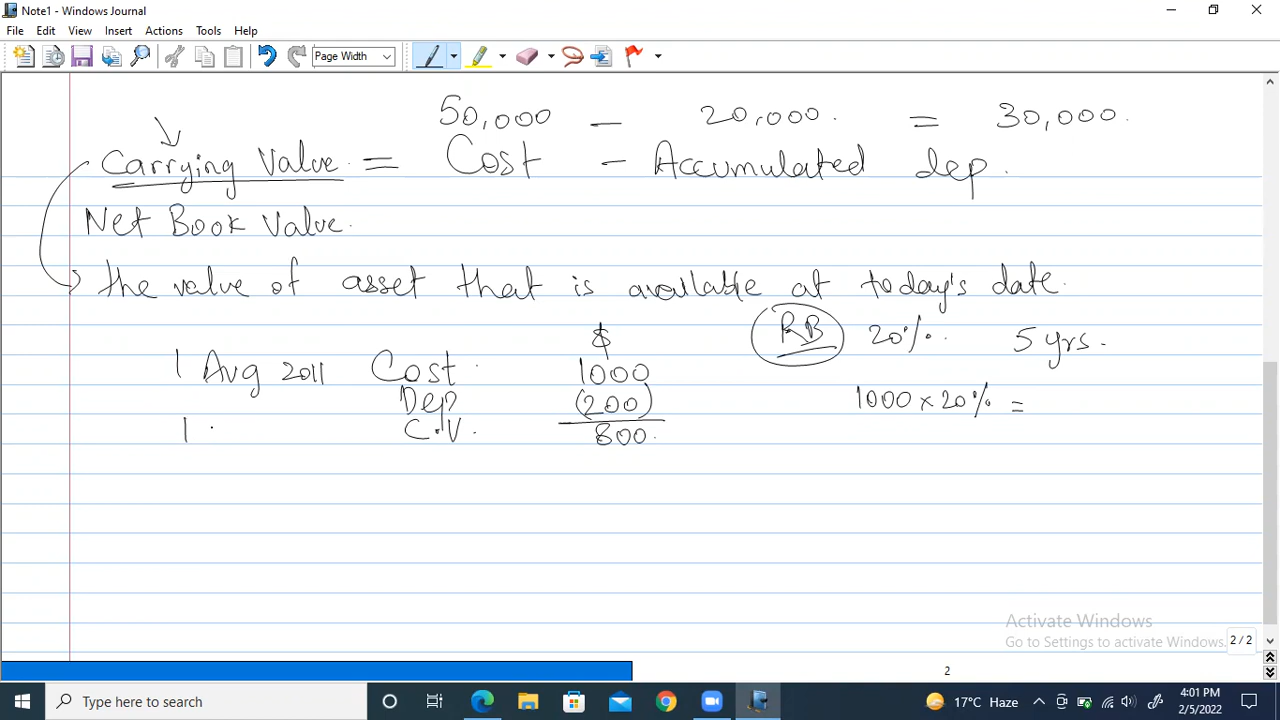 Note1 - Windows Journal
File Edit View Insert Actions Tools Help
Page Width
50,000 - 20,000. = 30,000.
Carrying Value. = Cost - Accumulated dep.
Net Book Value.
the value of asset that is available at today's date.
$ RB 20%. 5 yrs.
1 Aug 2011 Cost. 1000
Dep (200) 1000 x 20% =
1. C.V. 800.
Activate Windows
Go to Settings to activate Windows.
2 / 2
2
Type here to search
17°C Haze
4:01 PM
2/5/2022